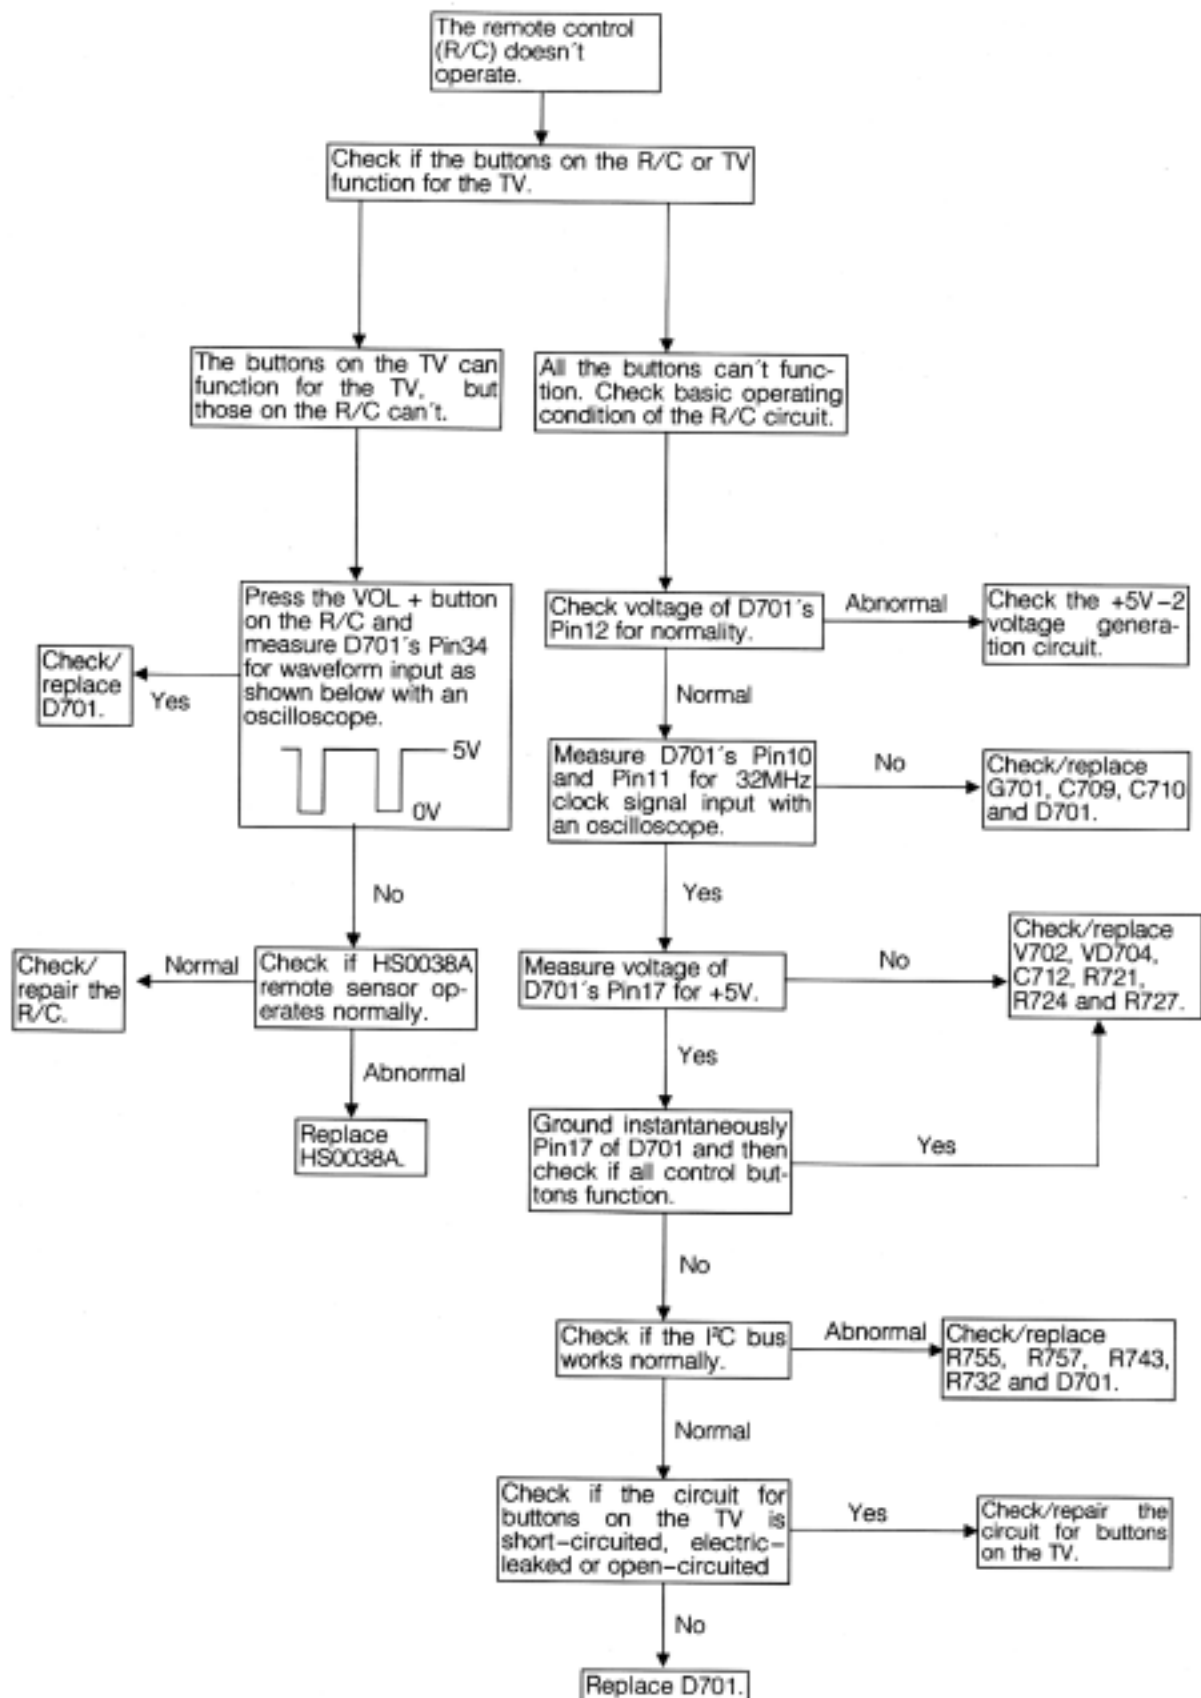 The remote control
(R/C) doesn´t
operate.
Check if the buttons on the R/C or TV
function for the TV.
The buttons on the TV can
function for the TV, but
those on the R/C can´t.
All the buttons can´t func-
tion. Check basic operating
condition of the R/C circuit.
Press the VOL + button
on the R/C and
measure D701´s Pin34
for waveform input as
shown below with an
oscilloscope.
5V
0V
Yes
Check/
replace
D701.
No
Check if HS0038A
remote sensor op-
erates normally.
Normal
Check/
repair the
R/C.
Abnormal
Replace
HS0038A.
Check voltage of D701´s
Pin12 for normality.
Abnormal
Check the +5V-2
voltage genera-
tion circuit.
Normal
Measure D701´s Pin10
and Pin11 for 32MHz
clock signal input with
an oscilloscope.
No
Check/replace
G701, C709, C710
and D701.
Yes
Measure voltage of
D701´s Pin17 for +5V.
No
Check/replace
V702, VD704,
C712, R721,
R724 and R727.
Yes
Ground instantaneously
Pin17 of D701 and then
check if all control but-
tons function.
Yes
No
Check if the I²C bus
works normally.
Abnormal
Check/replace
R755, R757, R743,
R732 and D701.
Normal
Check if the circuit for
buttons on the TV is
short-circuited, electric-
leaked or open-circuited
Yes
Check/repair the
circuit for buttons
on the TV.
No
Replace D701.